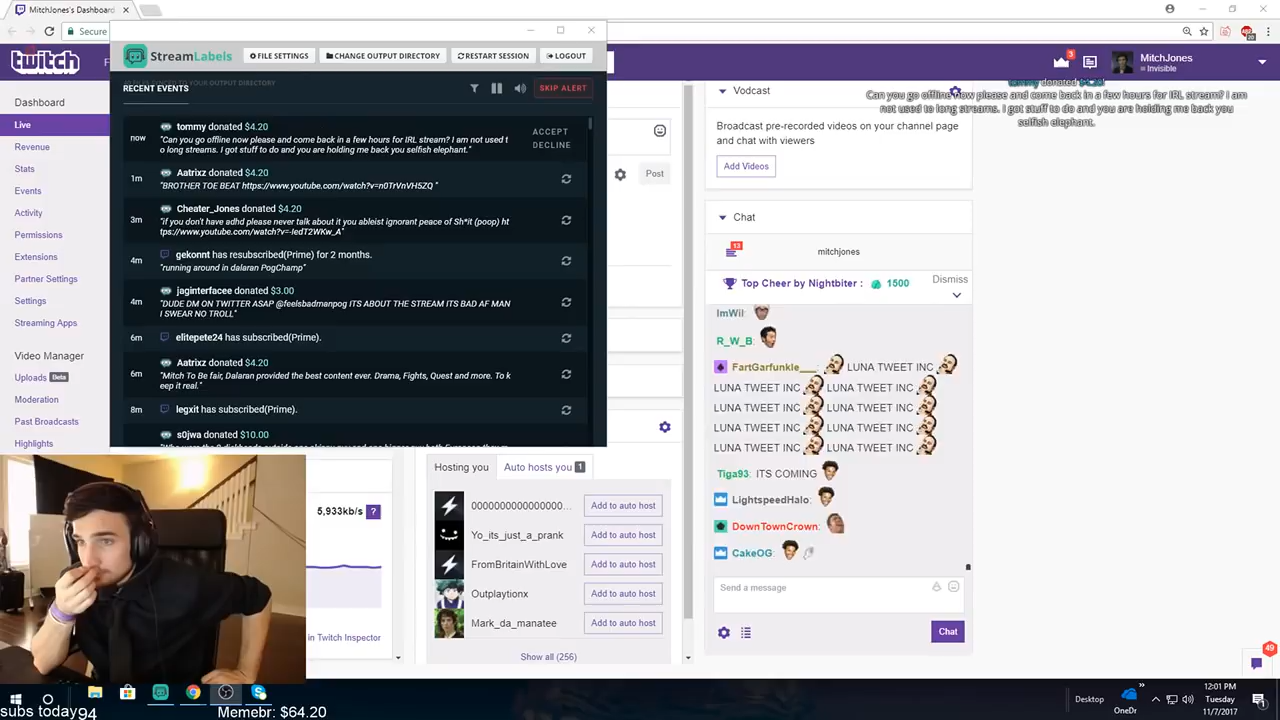 MitchJones's Dashboard
Secure
twitch
F
StreamLabels
FILE SETTINGS
CHANGE OUTPUT DIRECTORY
RESTART SESSION
LOGOUT
3
MitchJones
Invisible
RECENT EVENTS
SKIP ALERT
tommy donated $4.20!
Can you go offline now please and come back in a few hours for IRL stream? I am
not used to long streams. I got stuff to do and you are holding me back you
selfish elephant.
now
tommy donated $4.20
"Can you go offline now please and come back in a few hours for IRL stream? I am not used t
o long streams. I got stuff to do and you are holding me back you selfish elephant."
ACCEPT
DECLINE
1m
Aatrixz donated $4.20
"BROTHER TOE BEAT https://www.youtube.com/watch?v=n0TrVnVH5ZQ "
3m
Cheater_Jones donated $4.20
"if you don't have adhd please never talk about it you ableist ignorant peace of Sh*it (poop) ht
tps://www.youtube.com/watch?v=-IedT2WKw_A"
4m
gekonnt has resubscribed(Prime) for 2 months.
"running around in dalaran PogChamp"
4m
jaginterfacee donated $3.00
"DUDE DM ON TWITTER ASAP @feelsbadmanpog ITS ABOUT THE STREAM ITS BAD AF MAN
I SWEAR NO TROLL"
6m
elitepete24 has subscribed(Prime).
6m
Aatrixz donated $4.20
"Mitch To Be fair, Dalaran provided the best content ever. Drama, Fights, Quest and more. To k
eep it real."
8m
legxit has subscribed(Prime).
s0jwa donated $10.00
Dashboard
Live
Revenue
Stats
Events
Activity
Permissions
Extensions
Partner Settings
Settings
Streaming Apps
Video Manager
Uploads Beta
Moderation
Past Broadcasts
Highlights
Post
Vodcast
Broadcast pre-recorded videos on your channel page
and chat with viewers
Add Videos
Chat
13
mitchjones
Top Cheer by Nightbiter : 1500
Dismiss
ImWil:
R_W_B:
FartGarfunkle___: LUNA TWEET INC
LUNA TWEET INC LUNA TWEET INC
LUNA TWEET INC LUNA TWEET INC
LUNA TWEET INC LUNA TWEET INC
LUNA TWEET INC LUNA TWEET INC
Tiga93: ITS COMING
LightspeedHalo:
DownTownCrown:
CakeOG:
Send a message
Chat
Hosting you
Auto hosts you 1
0000000000000000...
Add to auto host
Yo_its_just_a_prank
Add to auto host
FromBritainWithLove
Add to auto host
Outplaytionx
Add to auto host
Mark_da_manatee
Add to auto host
Show all (256)
5,933kb/s ?
in Twitch Inspector
49
subs today94
Memebr: $64.20
Desktop
OneDr
12:01 PM
Tuesday
11/7/2017
1